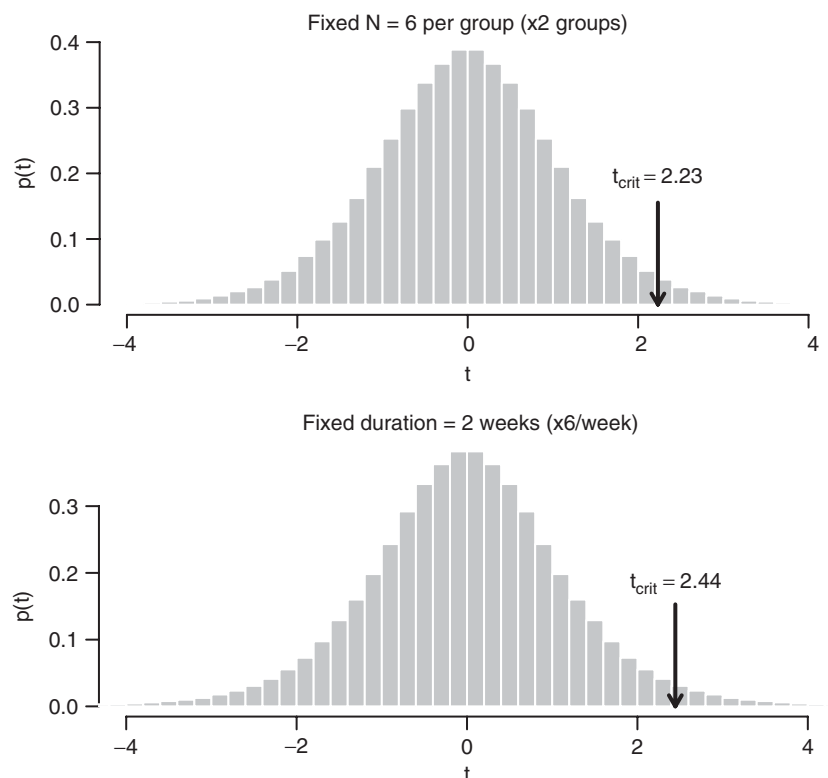 Fixed N = 6 per group (x2 groups)
0.4
0.3
0.2
0.1
0.0
p(t)
t_crit = 2.23
−4
−2
0
2
4
t
Fixed duration = 2 weeks (x6/week)
0.3
0.2
0.1
0.0
p(t)
t_crit = 2.44
−4
−2
0
2
4
t